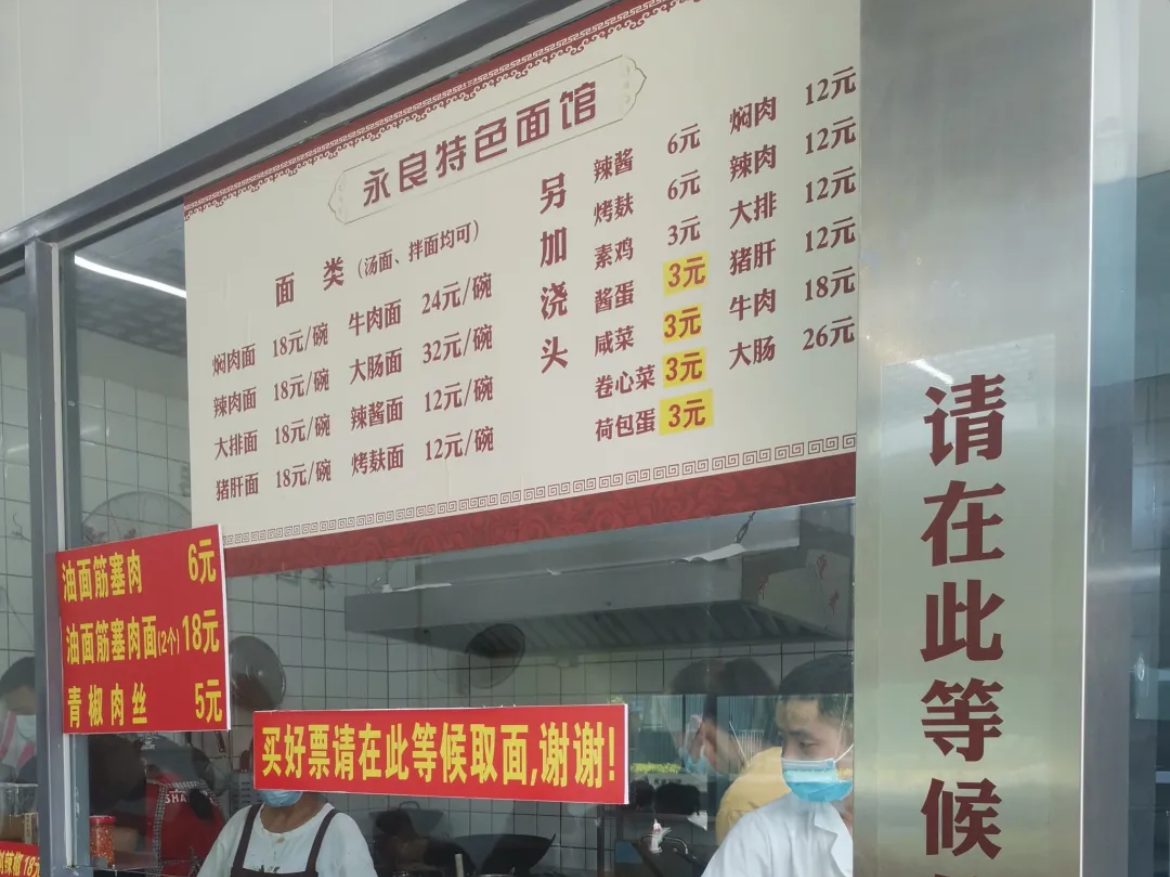 永良特色面馆
面 类(汤面、拌面均可)
焖肉面 18元/碗 牛肉面 24元/碗
辣肉面 18元/碗 大肠面 32元/碗
大排面 18元/碗 辣酱面 12元/碗
猪肝面 18元/碗 烤麸面 12元/碗
另加浇头
辣酱 6元 焖肉 12元
烤麸 6元 辣肉 12元
素鸡 3元 大排 12元
酱蛋 3元 猪肝 12元
咸菜 3元 牛肉 18元
卷心菜 3元 大肠 26元
荷包蛋 3元
油面筋塞肉 6元
油面筋塞肉面(2个) 18元
青椒肉丝 5元
买好票请在此等候取面,谢谢!
请在此等候